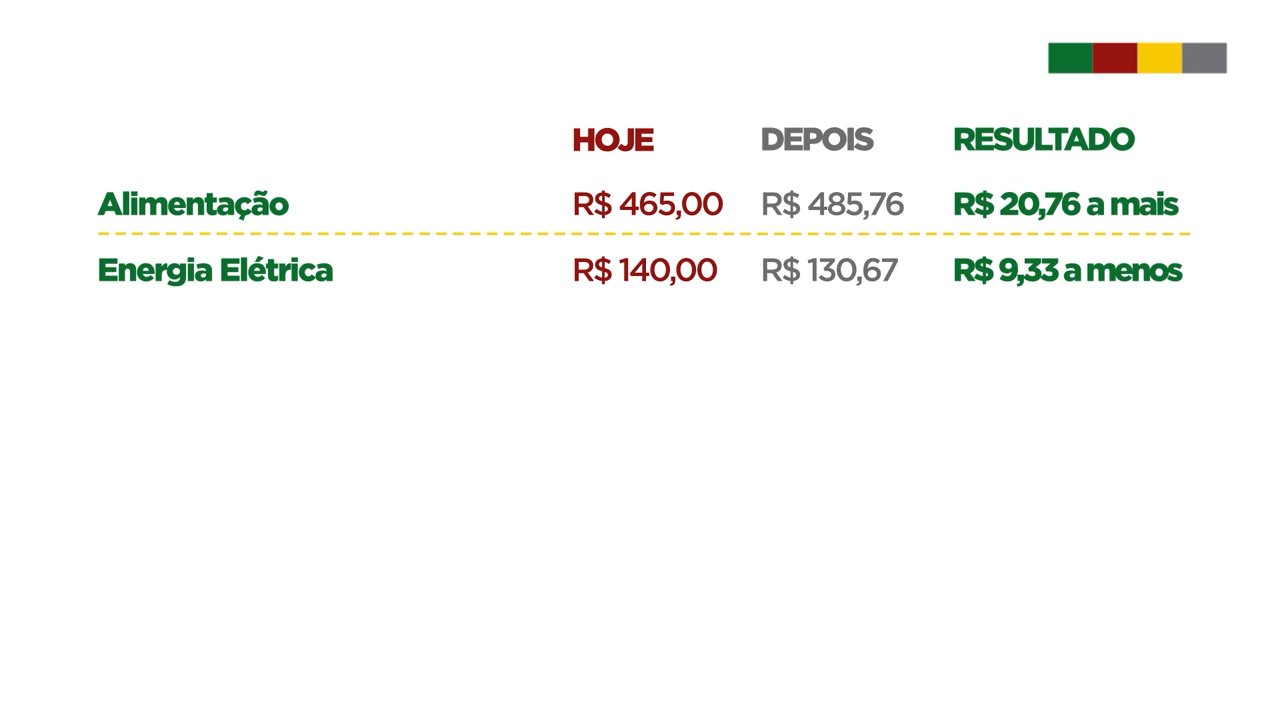 HOJE DEPOIS RESULTADO
Alimentação R$ 465,00 R$ 485,76 R$ 20,76 a mais
Energia Elétrica R$ 140,00 R$ 130,67 R$ 9,33 a menos